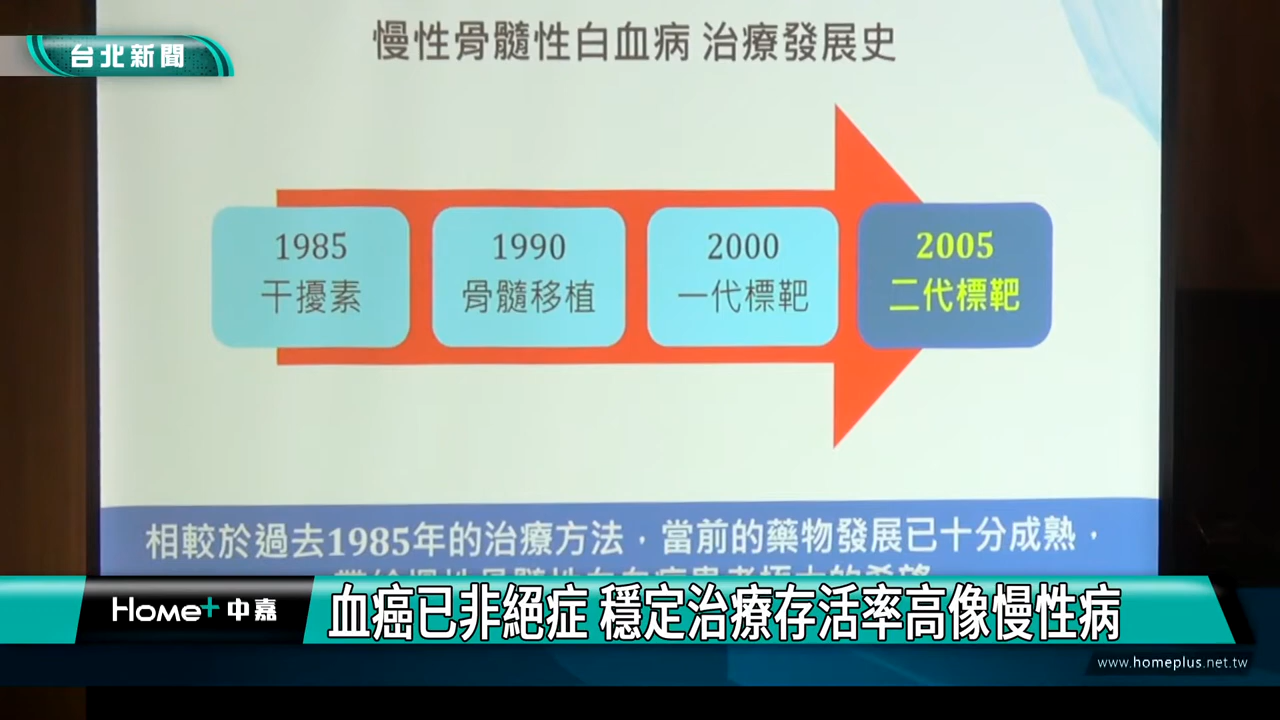 台北新聞
慢性骨髓性白血病 治療發展史
1985
干擾素
1990
骨髓移植
2000
一代標靶
2005
二代標靶
相較於過去1985年的治療方法，當前的藥物發展已十分成熟，
Home+中嘉
血癌已非絕症 穩定治療存活率高像慢性病
www.homeplus.net.tw